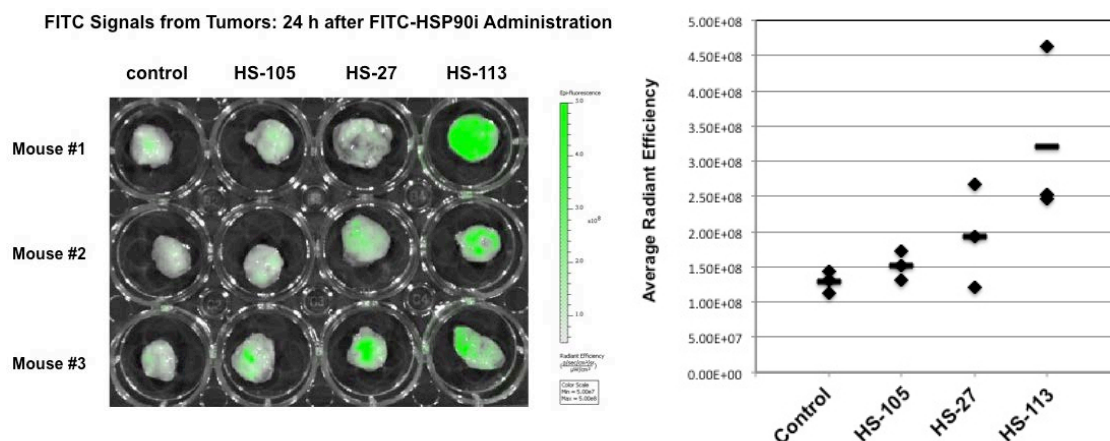 FITC Signals from Tumors: 24 h after FITC-HSP90i Administration
control HS-105 HS-27 HS-113
Mouse #1
Mouse #2
Mouse #3
Epi-fluorescence
5.0
4.0
3.0
x10⁸
2.0
1.0
Radiant Efficiency
Color Scale
Min = 5.00e7
Max = 5.00e8
C3
C4
Average Radiant Efficiency
5.00E+08
4.50E+08
4.00E+08
3.50E+08
3.00E+08
2.50E+08
2.00E+08
1.50E+08
1.00E+08
5.00E+07
0.00E+00
Control
HS-105
HS-27
HS-113